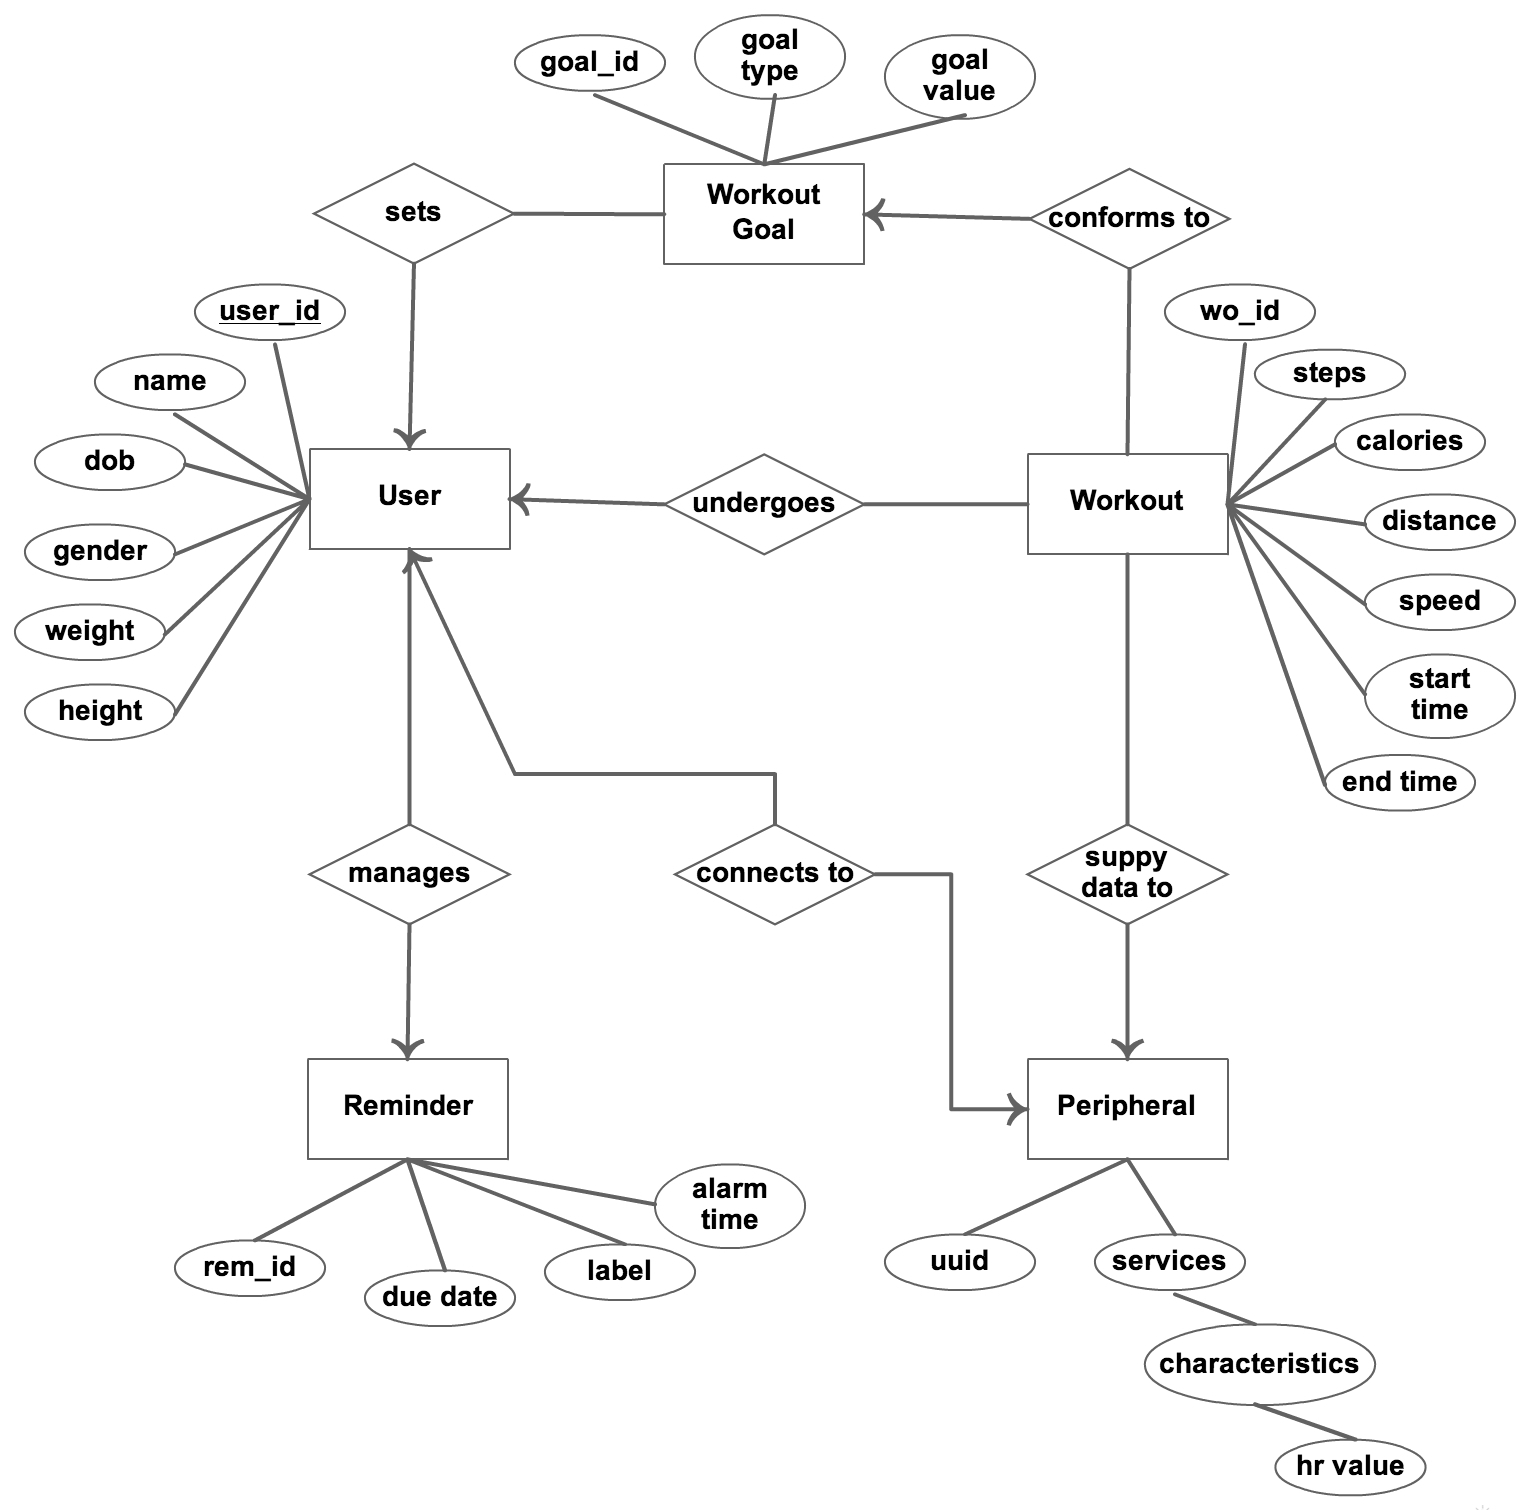 goal_id
goal
type
goal
value
Workout
Goal
sets
conforms to
user_id
name
dob
gender
weight
height
User
undergoes
Workout
wo_id
steps
calories
distance
speed
start
time
end time
manages
connects to
suppy
data to
Reminder
Peripheral
rem_id
due date
label
alarm
time
uuid
services
characteristics
hr value